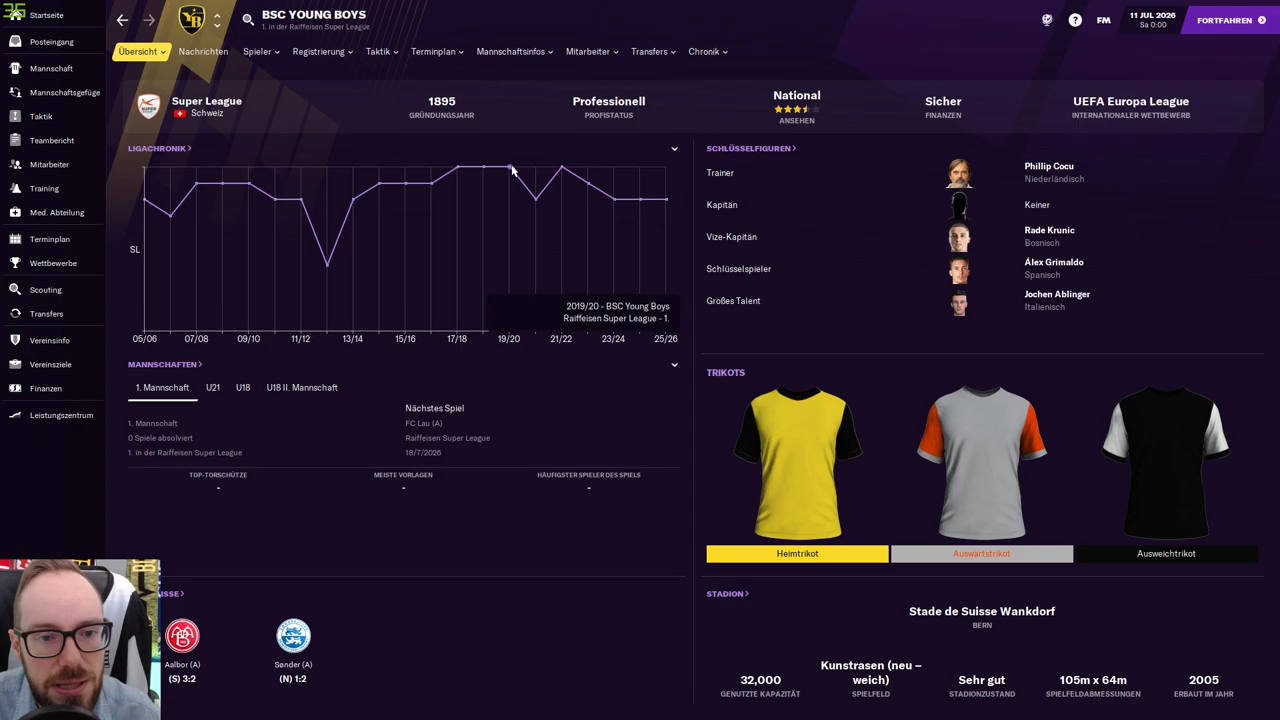 35
BSC YOUNG BOYS
1. in der Raiffeisen Super League
FM
11 JUL 2026
Sa 0:00
FORTFAHREN
Startseite
Posteingang
Mannschaft
Mannschaftsgefüge
Taktik
Teambericht
Mitarbeiter
Training
Med. Abteilung
Terminplan
Wettbewerbe
Scouting
Transfers
Vereinsinfo
Vereinsziele
Finanzen
Leistungszentrum
Übersicht
Nachrichten
Spieler
Registrierung
Taktik
Terminplan
Mannschaftsinfos
Mitarbeiter
Transfers
Chronik
Super League
Schweiz
1895
GRÜNDUNGSJAHR
Professionell
PROFISTATUS
National
ANSEHEN
Sicher
FINANZEN
UEFA Europa League
INTERNATIONALER WETTBEWERB
LIGACHRONIK
SL
2019/20 - BSC Young Boys
Raiffeisen Super League - 1.
05/06 07/08 09/10 11/12 13/14 15/16 17/18 19/20 21/22 23/24 25/26
SCHLÜSSELFIGUREN
Trainer
Phillip Cocu
Niederländisch
Kapitän
Keiner
Vize-Kapitän
Rade Krunic
Bosnisch
Schlüsselspieler
Álex Grimaldo
Spanisch
Großes Talent
Jochen Ablinger
Italienisch
MANNSCHAFTEN
1. Mannschaft U21 U18 U18 II. Mannschaft
1. Mannschaft
0 Spiele absolviert
1. in der Raiffeisen Super League
Nächstes Spiel
FC Lau (A)
Raiffeisen Super League
18/7/2026
TOP-TORSCHÜTZE
-
MEISTE VORLAGEN
-
HÄUFIGSTER SPIELER DES SPIELS
-
TRIKOTS
Heimtrikot
Auswärtstrikot
Ausweichtrikot
ISSE
Aalbor (A)
(S) 3:2
Sønder (A)
(N) 1:2
STADION
Stade de Suisse Wankdorf
BERN
32,000
GENUTZTE KAPAZITÄT
Kunstrasen (neu –
weich)
SPIELFELD
Sehr gut
STADIONZUSTAND
105m x 64m
SPIELFELDABMESSUNGEN
2005
ERBAUT IM JAHR